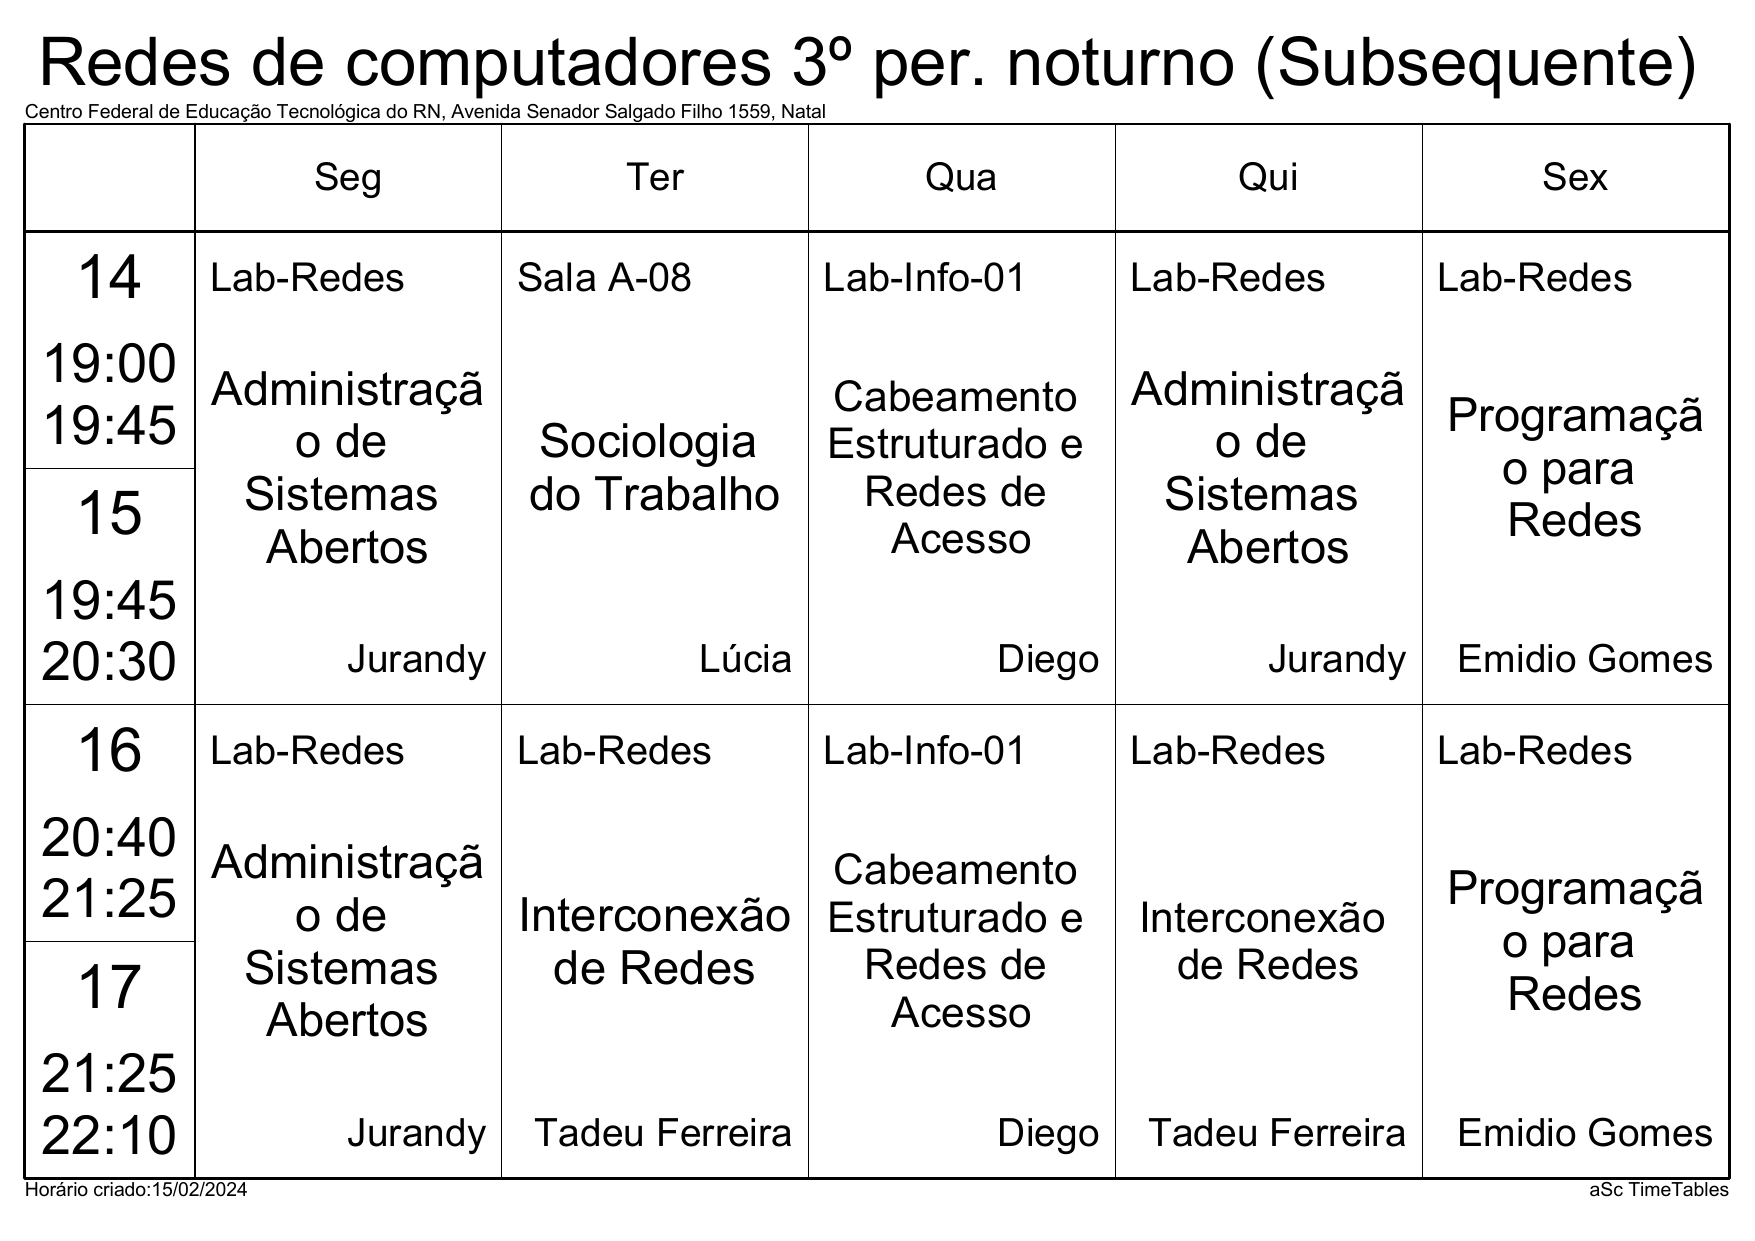 Redes de computadores 3º per. noturno (Subsequente)
Centro Federal de Educação Tecnológica do RN, Avenida Senador Salgado Filho 1559, Natal
Seg
Ter
Qua
Qui
Sex
14
19:00
19:45
15
19:45
20:30
Lab-Redes
Administraçã
o de
Sistemas
Abertos
Jurandy
Sala A-08
Sociologia
do Trabalho
Lúcia
Lab-Info-01
Cabeamento
Estruturado e
Redes de
Acesso
Diego
Lab-Redes
Administraçã
o de
Sistemas
Abertos
Jurandy
Lab-Redes
Programaçã
o para
Redes
Emidio Gomes
16
20:40
21:25
17
21:25
22:10
Lab-Redes
Administraçã
o de
Sistemas
Abertos
Jurandy
Lab-Redes
Interconexão
de Redes
Tadeu Ferreira
Lab-Info-01
Cabeamento
Estruturado e
Redes de
Acesso
Diego
Lab-Redes
Interconexão
de Redes
Tadeu Ferreira
Lab-Redes
Programaçã
o para
Redes
Emidio Gomes
Horário criado:15/02/2024
aSc TimeTables